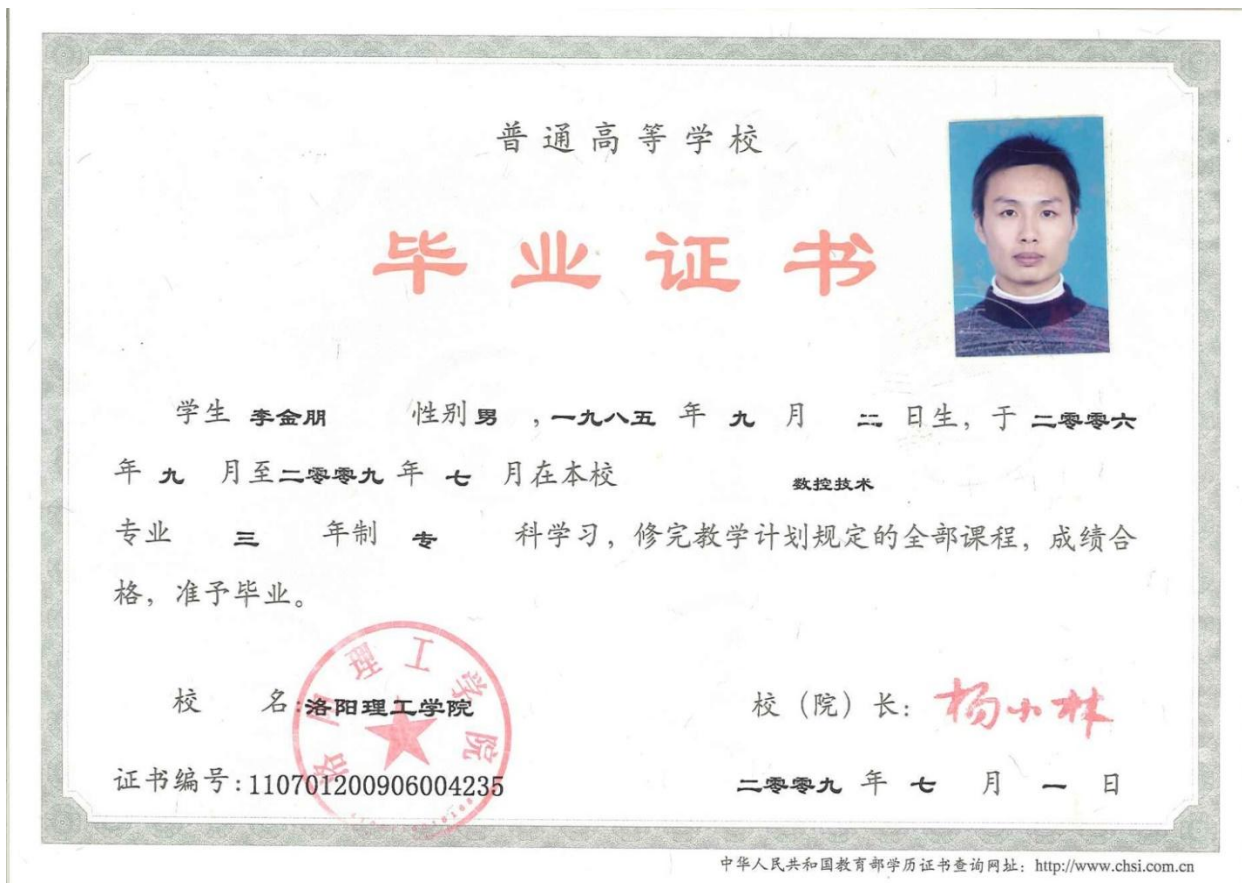 普通高等学校
毕业证书
学生 李金朋 性别 男 ,一九八五 年 九 月 二 日生，于 二零零六
年 九 月至 二零零九 年 七 月在本校 数控技术
专业 三 年制 专 科学习，修完教学计划规定的全部课程，成绩合
格，准予毕业。
洛阳理工学院
校 名:洛阳理工学院 校（院）长：杨小林
证书编号:110701200906004235 二零零九 年 七 月 一 日
中华人民共和国教育部学历证书查询网址：http://www.chsi.com.cn